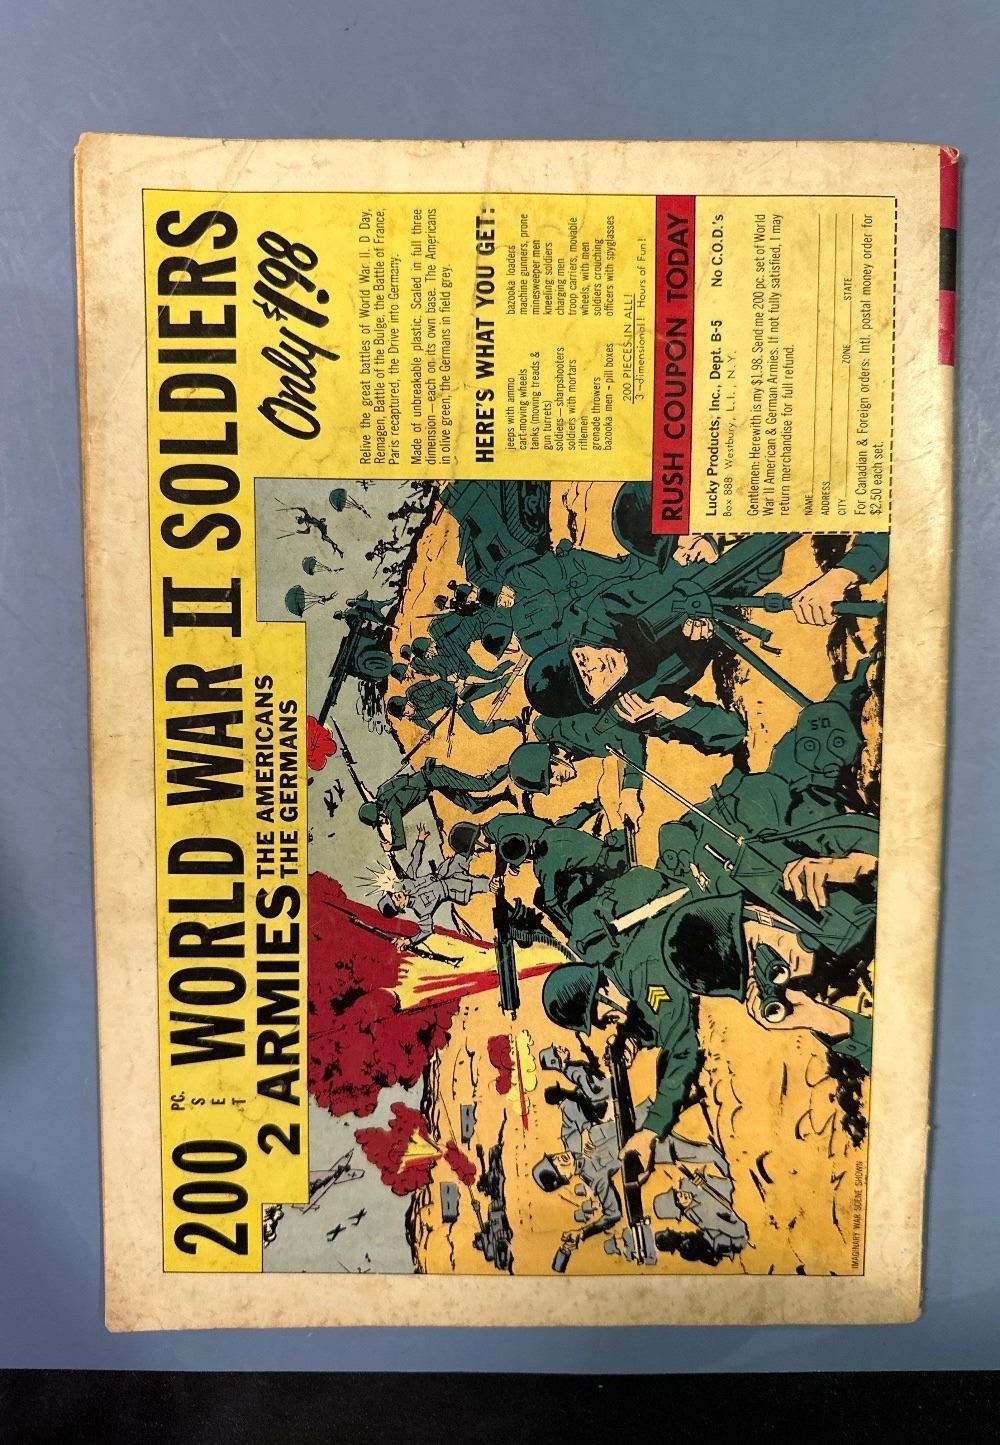 200 PC. SET WORLD WAR II SOLDIERS
2 ARMIES THE AMERICANS
THE GERMANS
Only $1.98
Relive the great battles of World War II. D Day,
Remagen, Battle of the Bulge, the Battle of France,
Paris recaptured, the Drive into Germany.
Made of unbreakable plastic. Scaled in full three
dimension—each on its own base. The Americans
in olive green, the Germans in field grey.
HERE'S WHAT YOU GET:
jeeps with ammo
cart-moving wheels
tanks (moving treads &
gun turrets)
soldiers—sharpshooters
soldiers with mortars
riflemen
grenade throwers
bazooka men - pill boxes
bazooka loaders
machine gunners, prone
minesweeper men
kneeling soldiers
charging men
troop carriers, movable
wheels, with men
soldiers crouching
officers with spyglasses
200 PIECES IN ALL!
3-dimensional! Hours of Fun!
RUSH COUPON TODAY
Lucky Products, Inc., Dept. B-5 No C.O.D.'s
Box 888, Westbury, L.I., N.Y.
Gentlemen: Herewith is my $1.98. Send me 200 pc. set of World
War II American & German Armies. If not fully satisfied, I may
return merchandise for full refund.
NAME
ADDRESS
CITY ZONE STATE
For Canadian & Foreign orders: Intl. postal money order for
$2.50 each set.
U.S.
IMAGINARY WAR SCENE SHOWN